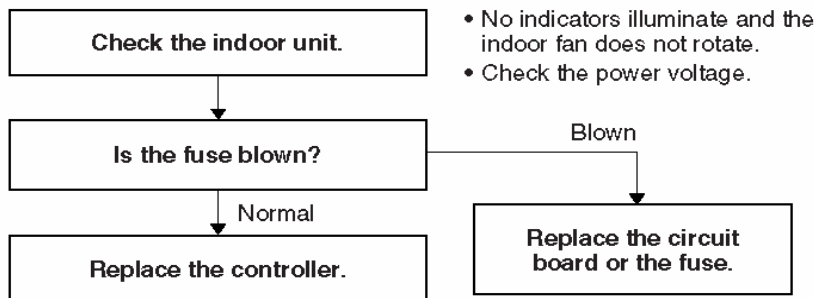 Check the indoor unit.
• No indicators illuminate and the
indoor fan does not rotate.
• Check the power voltage.
Is the fuse blown?
Blown
Normal
Replace the controller.
Replace the circuit
board or the fuse.